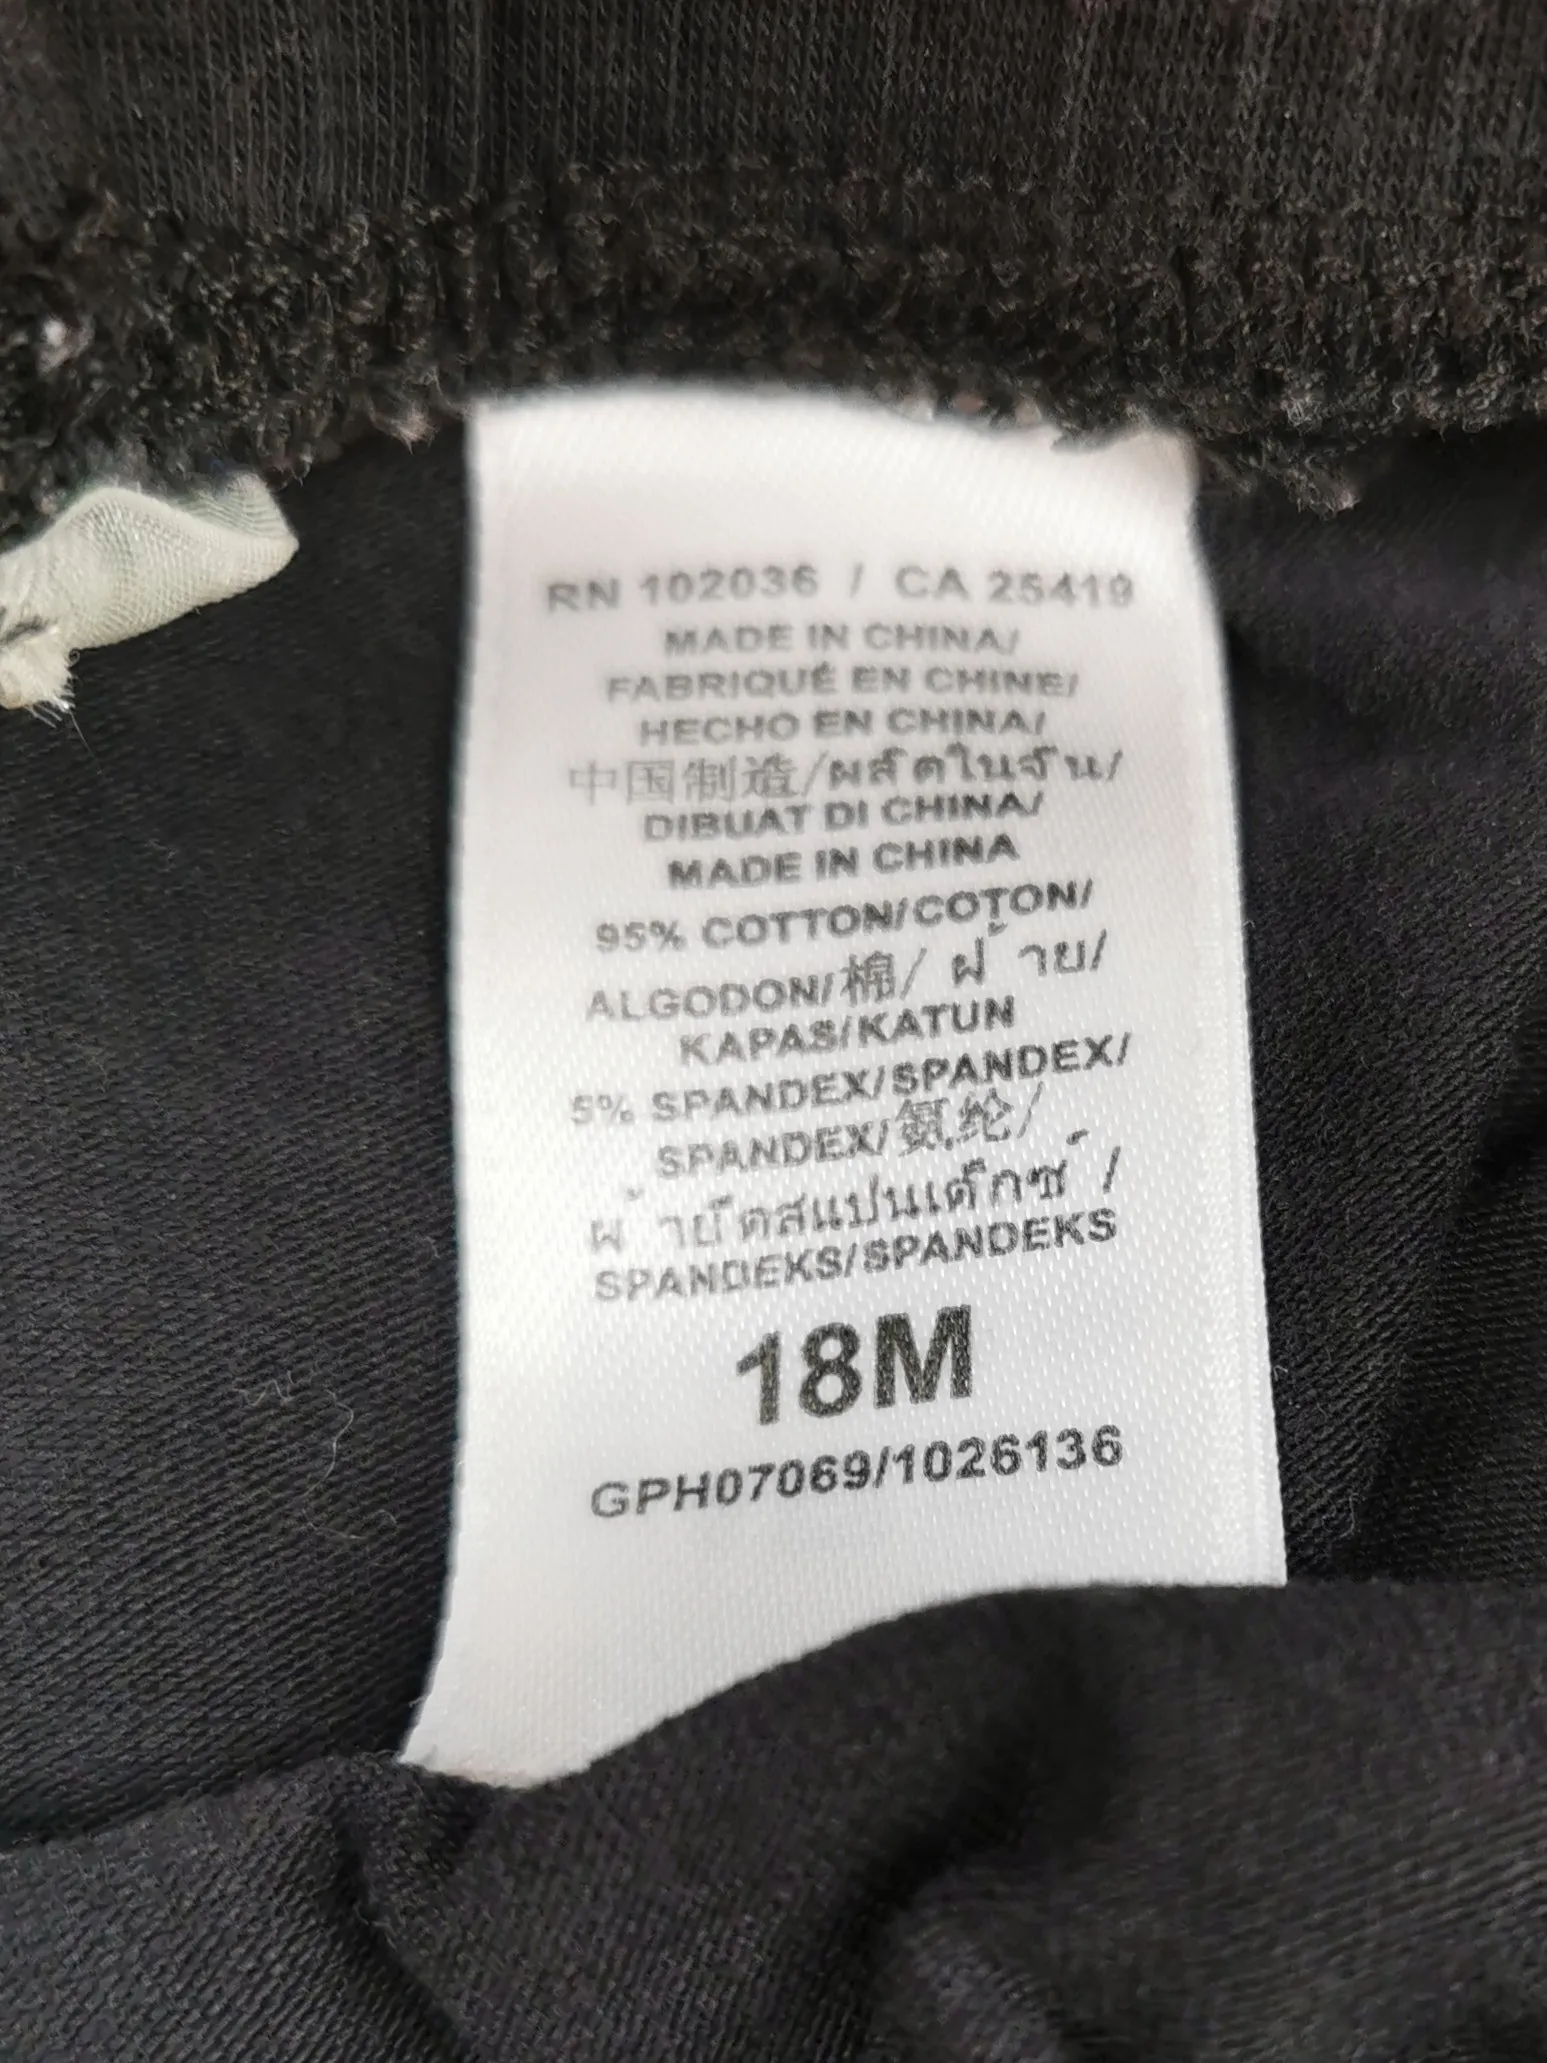 RN 102036 / CA 25419
MADE IN CHINA/
FABRIQUÉ EN CHINE/
HECHO EN CHINA/
中国制造/ผลิตในจีน/
DIBUAT DI CHINA/
MADE IN CHINA
95% COTTON/COTON/
ALGODON/棉/ ฝ ้าย/
KAPAS/KATUN
5% SPANDEX/SPANDEX/
SPANDEX/氨纶/
ผ ้ายืดสแปนเด็กซ ์/
SPANDEKS/SPANDEKS
18M
GPH07069/1026136